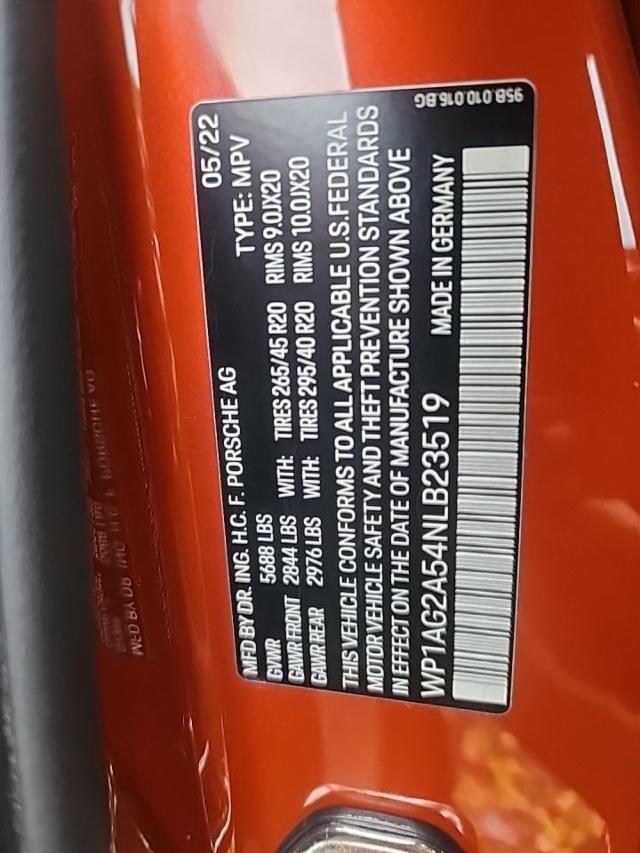 MFD BY DR. ING. H.C. F. PORSCHE AG 05/22
GVWR 5688 LBS TYPE: MPV
GAWR FRONT 2844 LBS WITH: TIRES 265/45 R20 RIMS 9.0JX20
GAWR REAR 2976 LBS WITH: TIRES 295/40 R20 RIMS 10.0JX20
THIS VEHICLE CONFORMS TO ALL APPLICABLE U.S. FEDERAL
MOTOR VEHICLE SAFETY AND THEFT PREVENTION STANDARDS
IN EFFECT ON THE DATE OF MANUFACTURE SHOWN ABOVE
WP1AG2A54NLB23519 MADE IN GERMANY
95B.010.016.BG